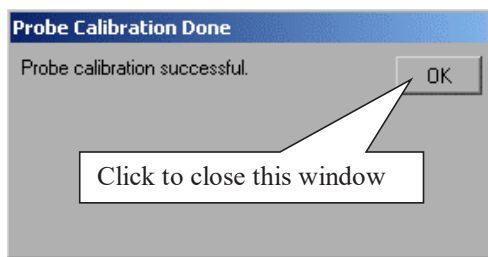 Probe Calibration Done
Probe calibration successful.
OK
Click to close this window